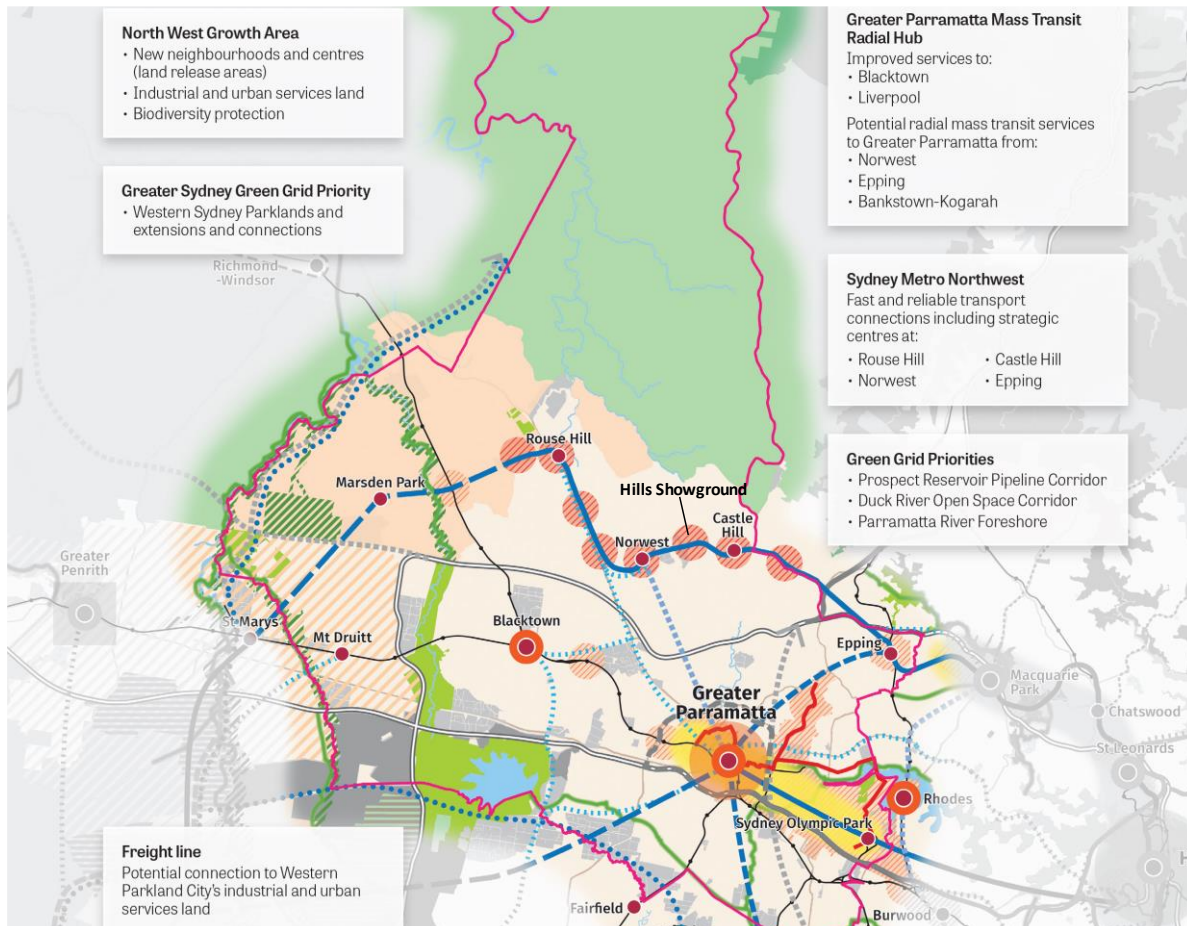 North West Growth Area
• New neighbourhoods and centres
(land release areas)
• Industrial and urban services land
• Biodiversity protection
Greater Sydney Green Grid Priority
• Western Sydney Parklands and
extensions and connections
Greater Parramatta Mass Transit
Radial Hub
Improved services to:
• Blacktown
• Liverpool
Potential radial mass transit services
to Greater Parramatta from:
• Norwest
• Epping
• Bankstown-Kogarah
Sydney Metro Northwest
Fast and reliable transport
connections including strategic
centres at:
• Rouse Hill
• Castle Hill
• Norwest
• Epping
Green Grid Priorities
• Prospect Reservoir Pipeline Corridor
• Duck River Open Space Corridor
• Parramatta River Foreshore
Richmond
-Windsor
Rouse Hill
Marsden Park
Hills Showground
Castle
Hill
Norwest
Greater
Penrith
St Marys
Mt Druitt
Blacktown
Epping
Macquarie
Park
Chatswood
Greater
Parramatta
St Leonards
Rhodes
Sydney Olympic Park
H
Freight line
Potential connection to Western
Parkland City's industrial and urban
services land
Fairfield
Burwood